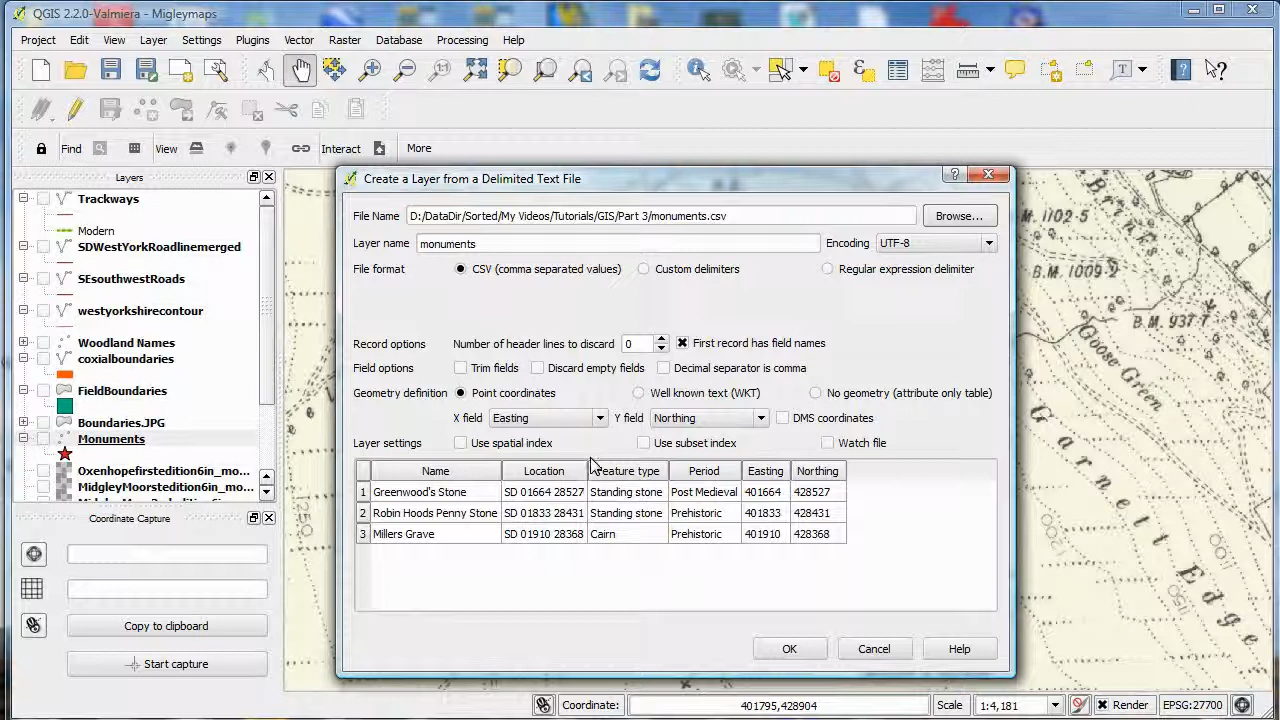 QGIS 2.2.0-Valmiera - Migleymaps
Project Edit View Layer Settings Plugins Vector Raster Database Processing Help
Find View Interact More
Layers
Trackways
Modern
SDWestYorkRoadlinemerged
SEsouthwestRoads
westyorkshirecontour
Woodland Names
coxialboundaries
FieldBoundaries
Boundaries.JPG
Monuments
Oxenhopefirstedition6in_mo...
MidgleyMoorstedition6in_mo...
Coordinate Capture
Copy to clipboard
Start capture
Create a Layer from a Delimited Text File
File Name D:/DataDir/Sorted/My Videos/Tutorials/GIS/Part 3/monuments.csv Browse...
Layer name monuments Encoding UTF-8
File format CSV (comma separated values) Custom delimiters Regular expression delimiter
Record options Number of header lines to discard 0 First record has field names
Field options Trim fields Discard empty fields Decimal separator is comma
Geometry definition Point coordinates Well known text (WKT) No geometry (attribute only table)
X field Easting Y field Northing DMS coordinates
Layer settings Use spatial index Use subset index Watch file
Name Location Feature type Period Easting Northing
1 Greenwood's Stone SD 01664 28527 Standing stone Post Medieval 401664 428527
2 Robin Hoods Penny Stone SD 01833 28431 Standing stone Prehistoric 401833 428431
3 Millers Grave SD 01910 28368 Cairn Prehistoric 401910 428368
OK Cancel Help
B.M. 1009·2
B.M. 937·7
Goose Green
Garnet Edge
Coordinate: 401795,428904 Scale 1:4,181 Render EPSG:27700